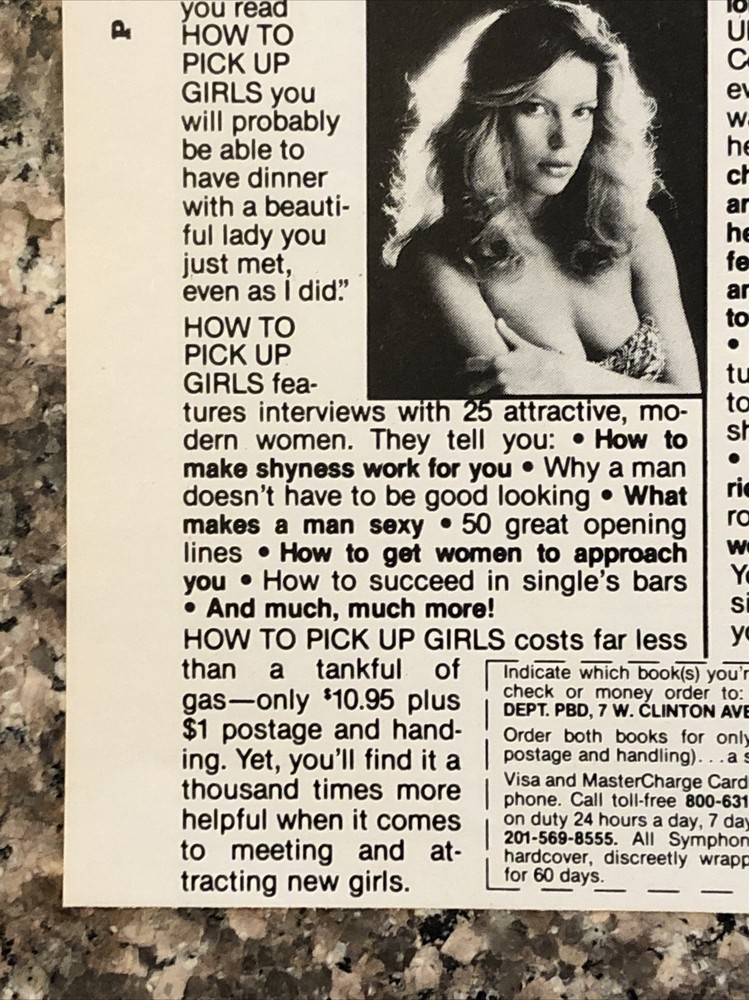 you read
HOW TO
PICK UP
GIRLS you
will probably
be able to
have dinner
with a beauti-
ful lady you
just met,
even as I did."
HOW TO
PICK UP
GIRLS fea-
tures interviews with 25 attractive, mo-
dern women. They tell you: • How to
make shyness work for you • Why a man
doesn't have to be good looking • What
makes a man sexy • 50 great opening
lines • How to get women to approach
you • How to succeed in single's bars
• And much, much more!
HOW TO PICK UP GIRLS costs far less
than a tankful of
gas—only $10.95 plus
$1 postage and hand-
ing. Yet, you'll find it a
thousand times more
helpful when it comes
to meeting and at-
tracting new girls.
Indicate which book(s) you'r
check or money order to:
DEPT. PBD, 7 W. CLINTON AVE
Order both books for only
postage and handling)...a s
Visa and MasterCharge Card
phone. Call toll-free 800-631
on duty 24 hours a day, 7 day
201-569-8555. All Symphon
hardcover, discreetly wrapp
for 60 days.